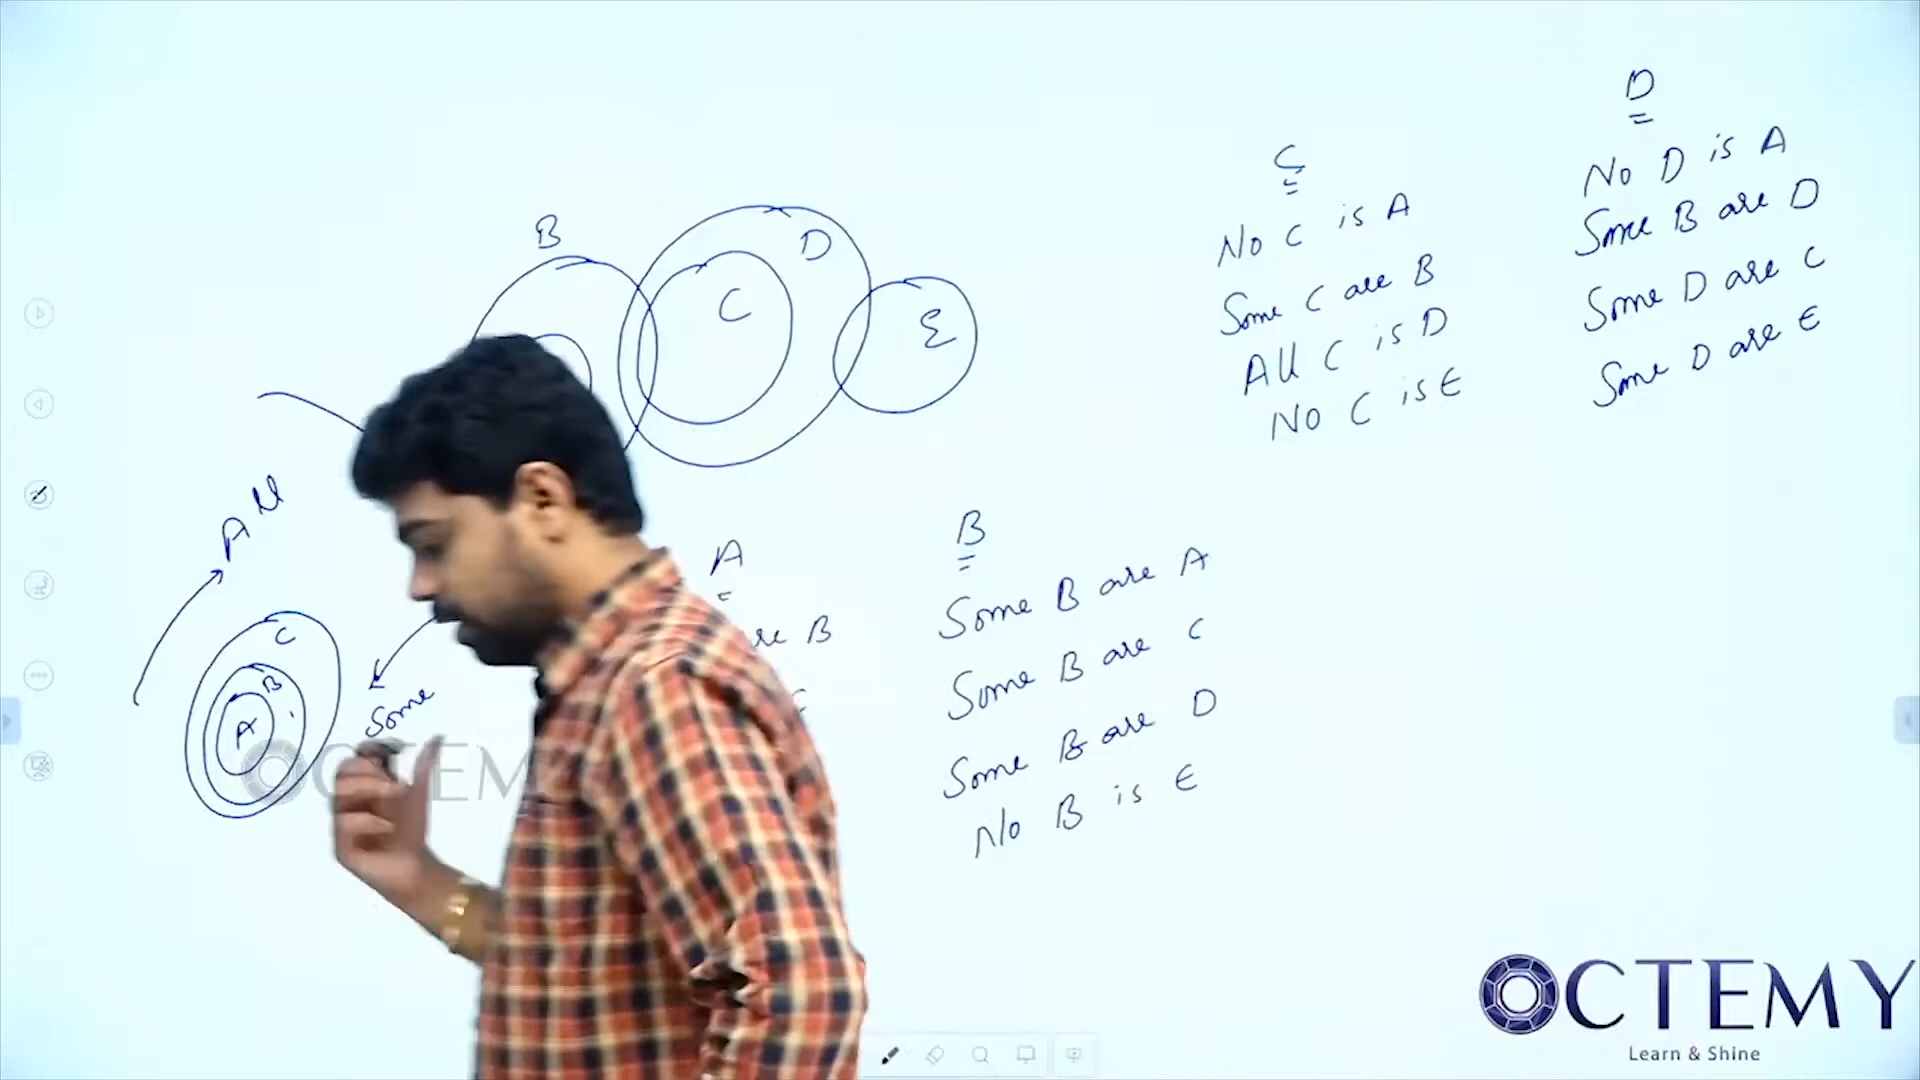 B
D
C
E
C
No C is A
Some C are B
All C is D
No C is E
D
No D is A
Some B are D
Some D are C
Some D are E
All
C
B
A
Some
A
B
B
Some B are A
Some B are C
Some B are D
No B is E
OCTEM
OCTEMY
Learn & Shine